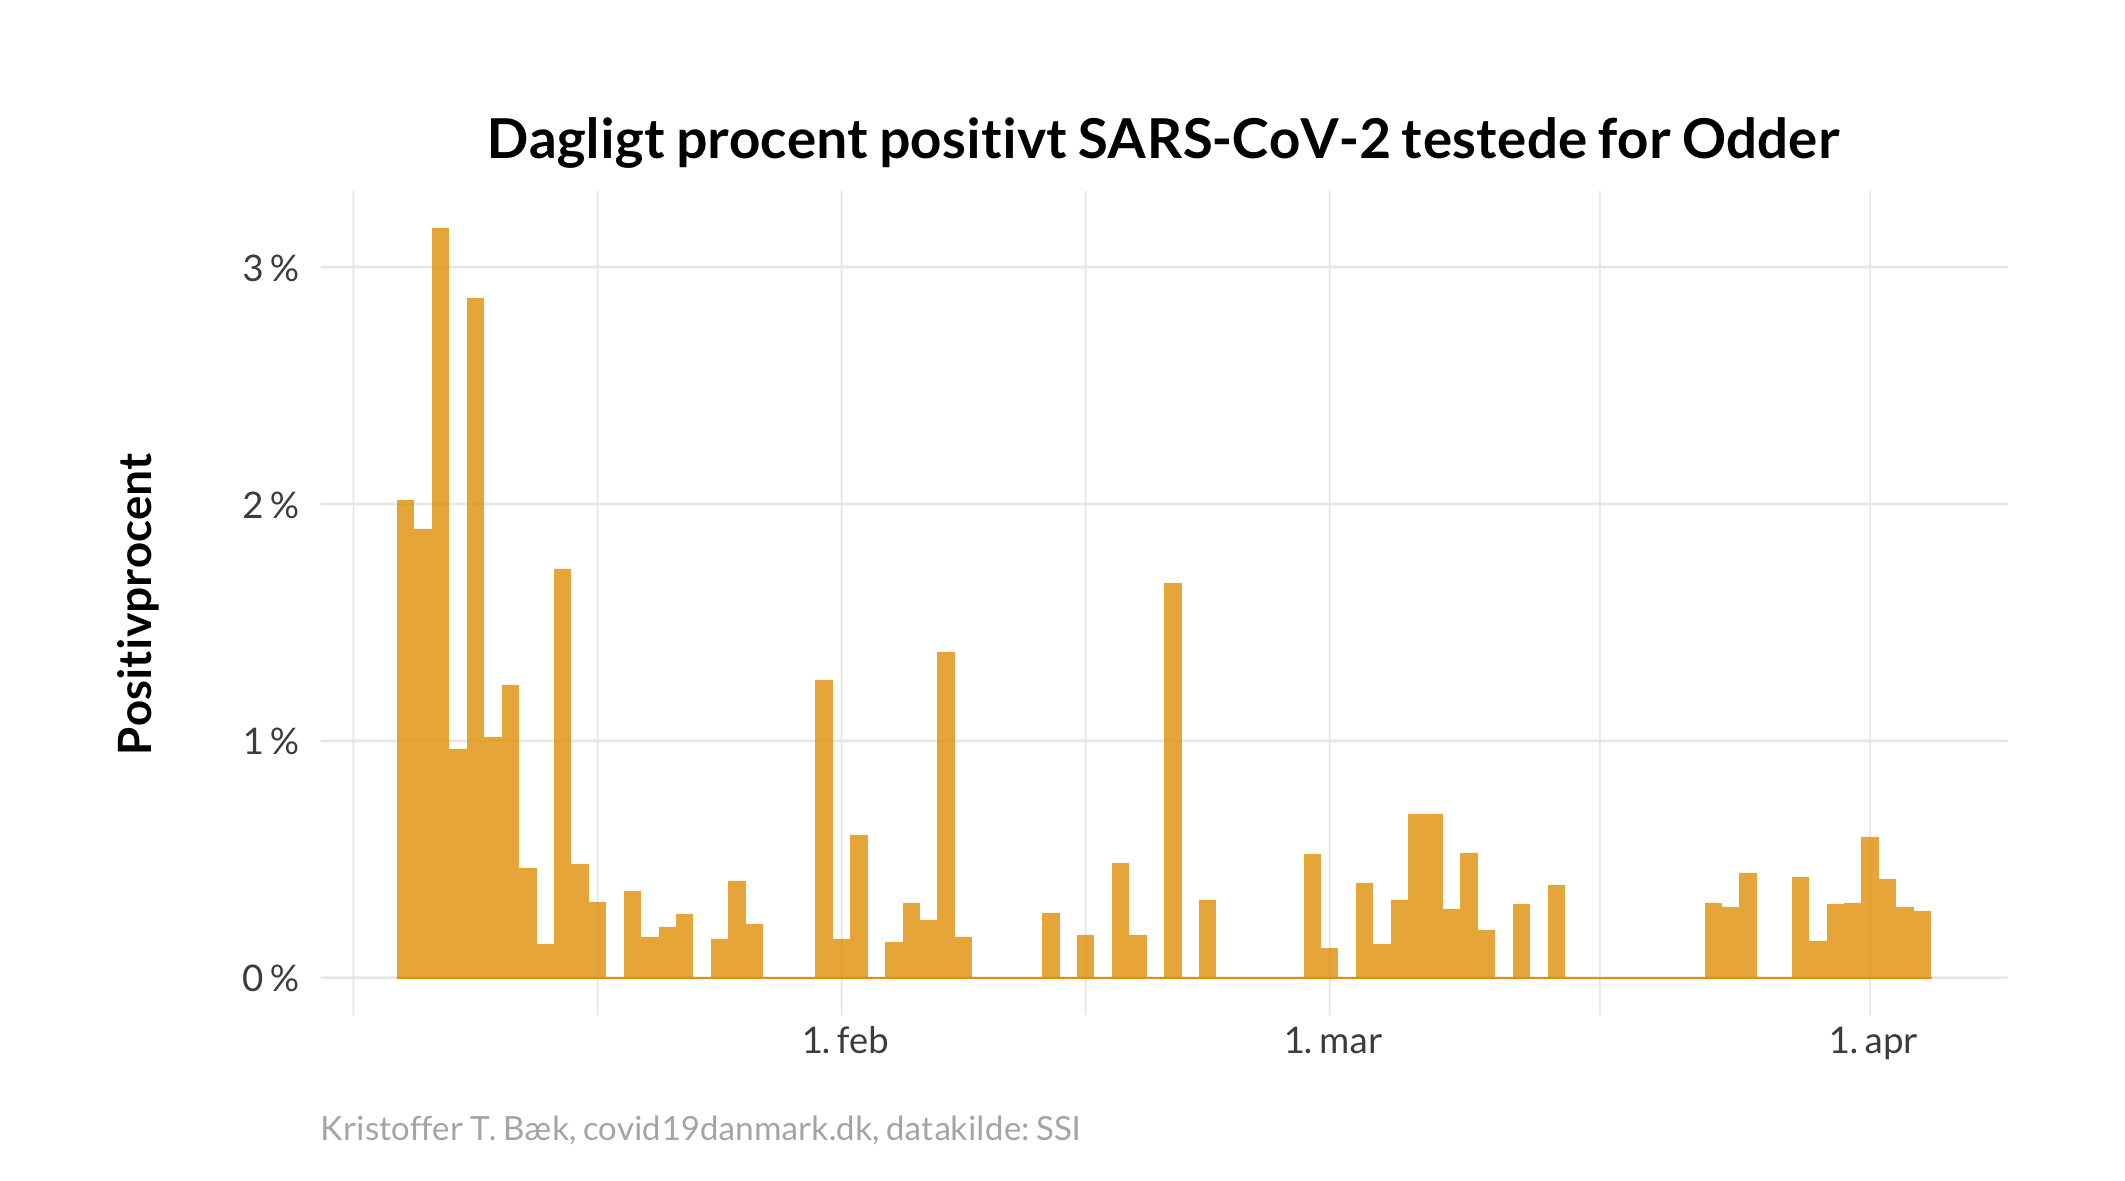 Dagligt procent positivt SARS-CoV-2 testede for Odder
Positivprocent
3 %
2 %
1 %
0 %
1. feb
1. mar
1. apr
Kristoffer T. Bæk, covid19danmark.dk, datakilde: SSI